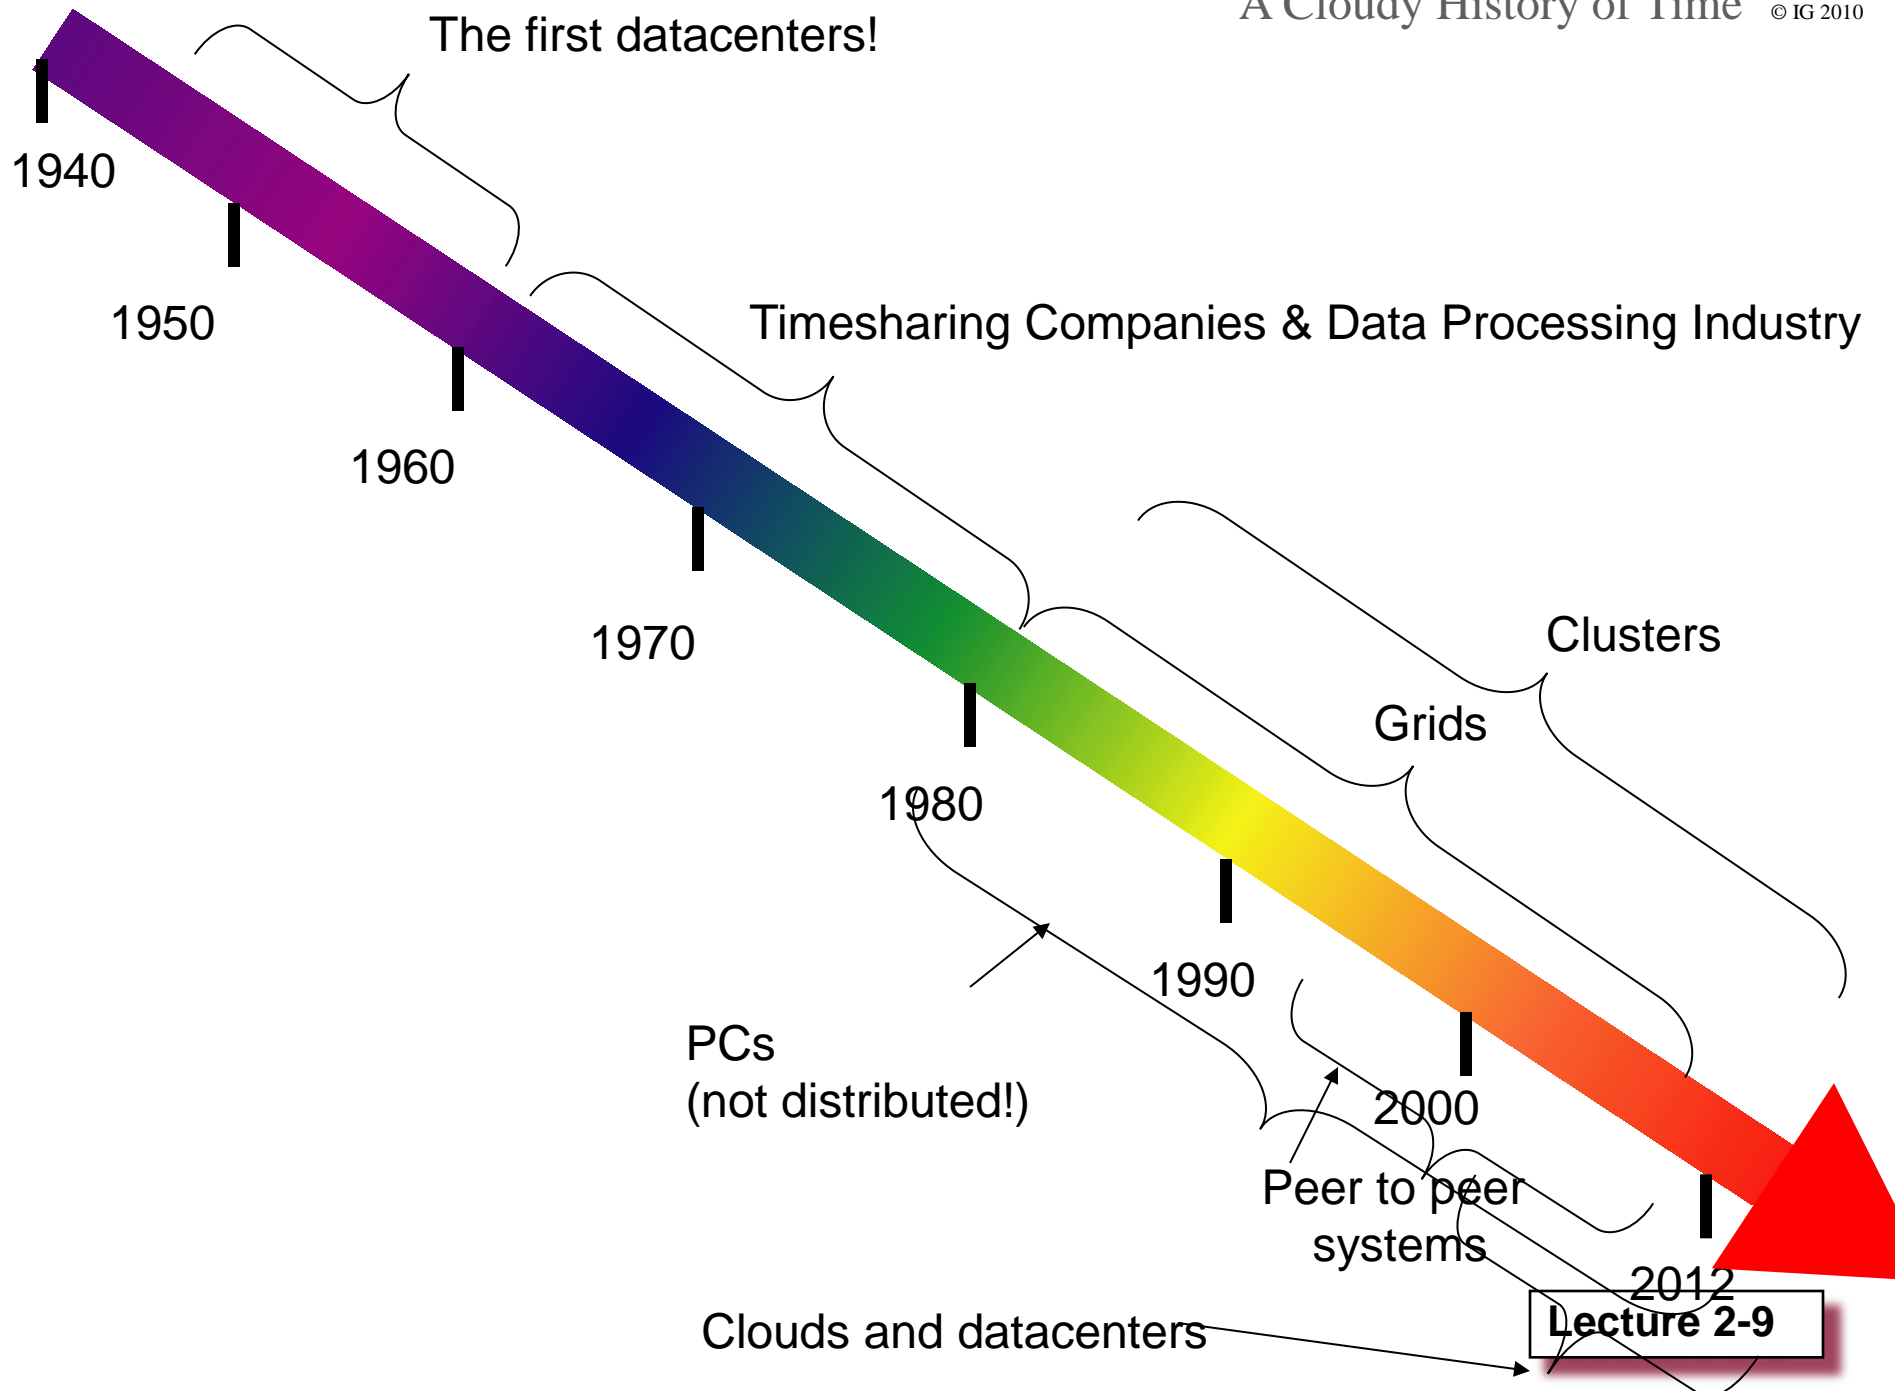 A Cloudy History of Time © IG 2010
The first datacenters!
1940
1950
Timesharing Companies & Data Processing Industry
1960
1970
Clusters
Grids
1980
1990
PCs
(not distributed!)
2000
Peer to peer
systems
2012
Lecture 2-9
Clouds and datacenters